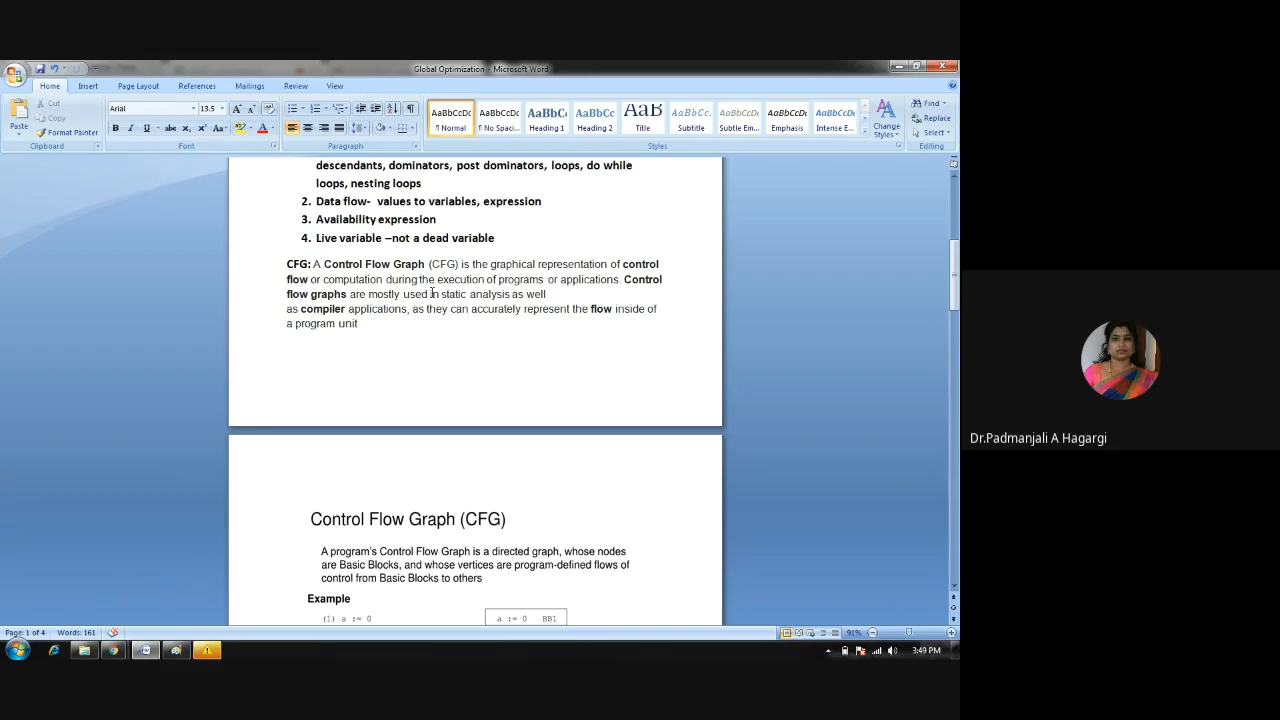 Global Optimization - Microsoft Word
Home Insert Page Layout References Mailings Review View
Paste Cut Copy Format Painter
Arial 13.5
AaBbCcDc AaBbCcDc AaBbCc AaBbCc AaB AaBbCc. AaBbCcDc AaBbCcDc AaBbCcDc
¶ Normal ¶ No Spaci... Heading 1 Heading 2 Title Subtitle Subtle Em... Emphasis Intense E...
Change Styles
Find Replace Select
Clipboard Font Paragraph Styles Editing
descendants, dominators, post dominators, loops, do while
loops, nesting loops
2. Data flow- values to variables, expression
3. Availability expression
4. Live variable –not a dead variable
CFG: A Control Flow Graph (CFG) is the graphical representation of control
flow or computation during the execution of programs or applications. Control
flow graphs are mostly used in static analysis as well
as compiler applications, as they can accurately represent the flow inside of
a program unit
Control Flow Graph (CFG)
A program's Control Flow Graph is a directed graph, whose nodes
are Basic Blocks, and whose vertices are program-defined flows of
control from Basic Blocks to others
Example
(1) a := 0 a := 0 BB1
Page: 1 of 4 Words: 161 91%
3:49 PM
Dr.Padmanjali A Hagargi